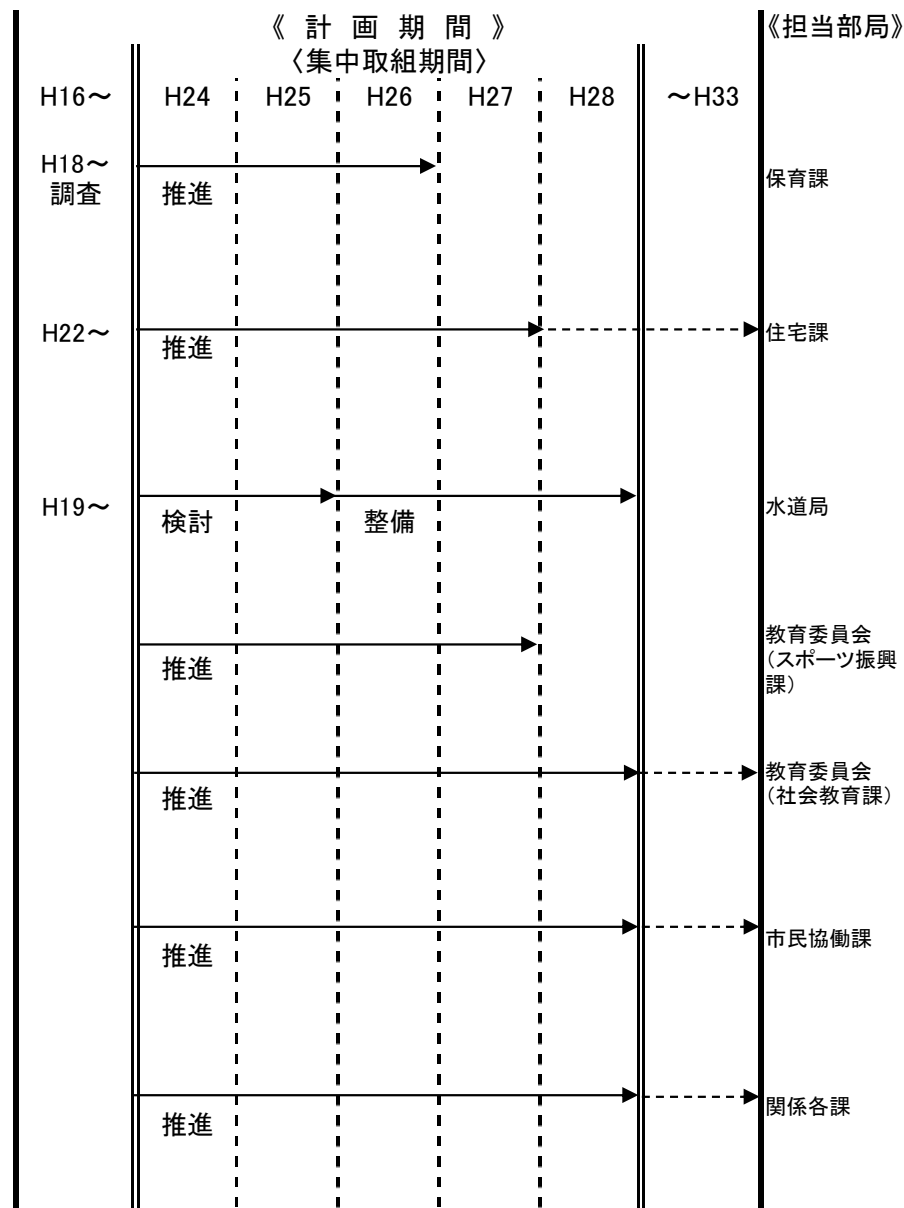 《 計 画 期 間 》
《担当部局》
〈集中取組期間〉
H16～ H24 H25 H26 H27 H28 ～H33
H18～
調査
推進
保育課
H22～
推進
住宅課
H19～
検討 整備
水道局
推進
教育委員会
(スポーツ振興
課)
推進
教育委員会
(社会教育課)
推進
市民協働課
推進
関係各課